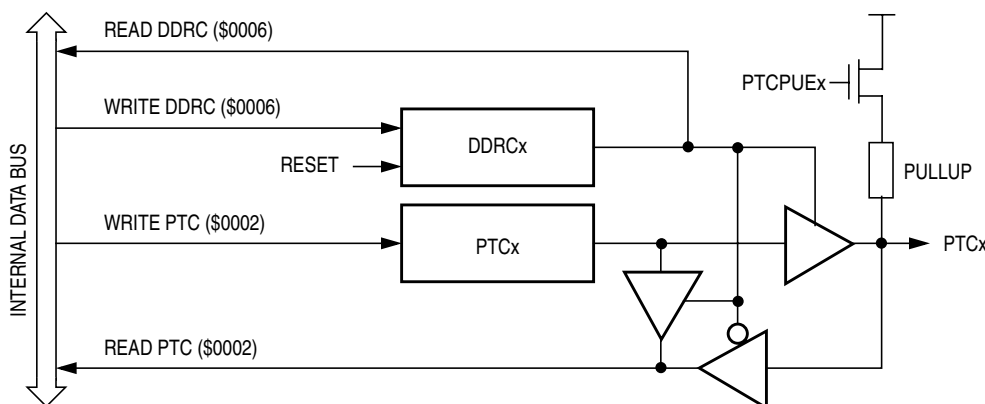 READ DDRC ($0006)
PTCPUEx
WRITE DDRC ($0006)
DDRCx
RESET
PULLUP
WRITE PTC ($0002)
PTCx
PTCx
READ PTC ($0002)
INTERNAL DATA BUS